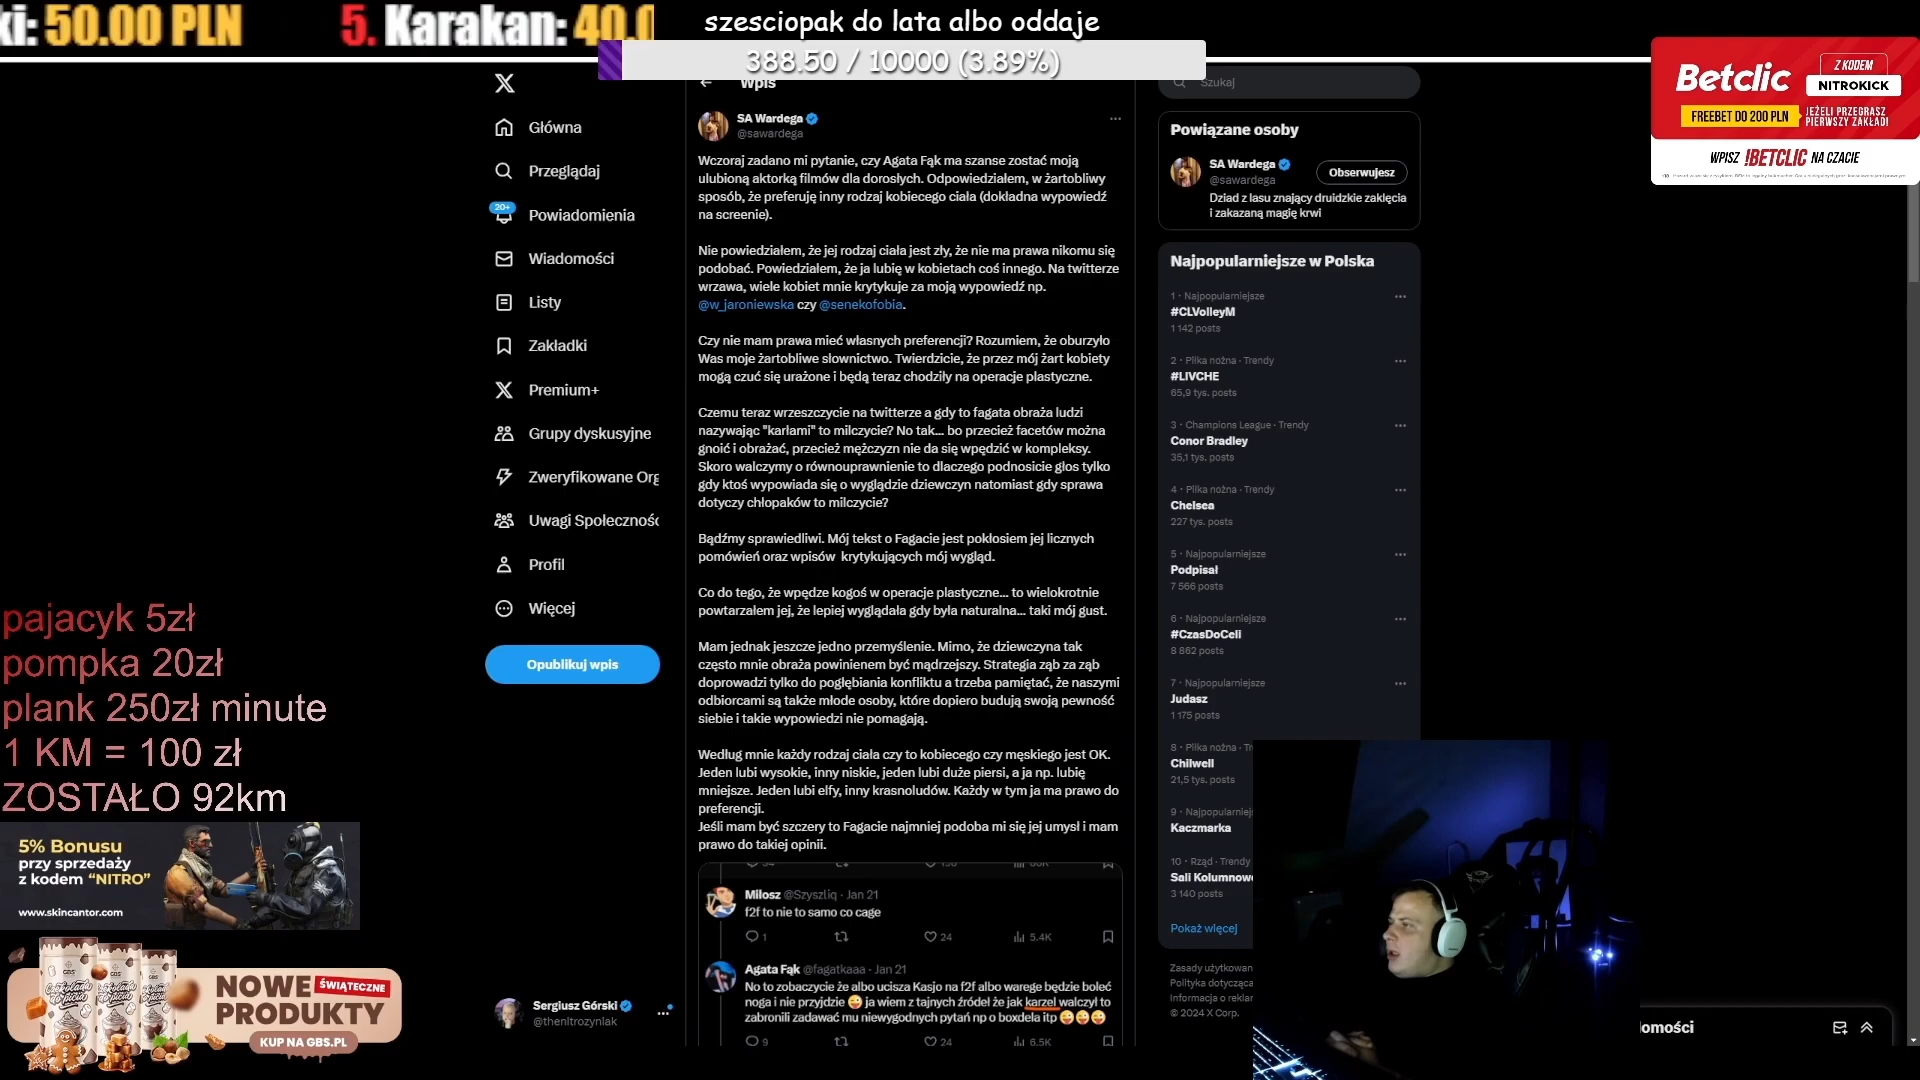 ki: 50.00 PLN
5. Karakan: 40.0
szesciopak do lata albo oddaje
388.50 / 10000 (3.89%)
Betclic
Z KODEM
NITROKICK
FREEBET DO 200 PLN
JEŻELI PRZEGRASZ
PIERWSZY ZAKŁAD!
WPISZ !BETCLIC NA CZACIE
Główna
Przeglądaj
20+
Powiadomienia
Wiadomości
Listy
Zakładki
Premium+
Grupy dyskusyjne
Zweryfikowane Org
Uwagi Społecznośc
Profil
Więcej
Opublikuj wpis
Sergiusz Górski
@thenitrozyniak
Wpis
SA Wardega
@sawardega
Wczoraj zadano mi pytanie, czy Agata Fąk ma szanse zostać moją
ulubioną aktorką filmów dla dorosłych. Odpowiedziałem, w żartobliwy
sposób, że preferuję inny rodzaj kobiecego ciała (dokładna wypowiedź
na screenie).
Nie powiedziałem, że jej rodzaj ciała jest zły, że nie ma prawa nikomu się
podobać. Powiedziałem, że ja lubię w kobietach coś innego. Na twitterze
wrzawa, wiele kobiet mnie krytykuje za moją wypowiedź np.
@w_jaroniewska czy @senekofobia.
Czy nie mam prawa mieć własnych preferencji? Rozumiem, że oburzyło
Was moje żartobliwe słownictwo. Twierdzicie, że przez mój żart kobiety
mogą czuć się urażone i będą teraz chodziły na operacje plastyczne.
Czemu teraz wrzeszczycie na twitterze a gdy to fagata obraża ludzi
nazywając "karłami" to milczycie? No tak... bo przecież facetów można
gnoić i obrażać, przecież mężczyzn nie da się wpędzić w kompleksy.
Skoro walczymy o równouprawnienie to dlaczego podnosicie głos tylko
gdy ktoś wypowiada się o wyglądzie dziewczyn natomiast gdy sprawa
dotyczy chłopaków to milczycie?
Bądźmy sprawiedliwi. Mój tekst o Fagacie jest pokłosiem jej licznych
pomówień oraz wpisów krytykujących mój wygląd.
Co do tego, że wpędze kogoś w operacje plastyczne... to wielokrotnie
powtarzałem jej, że lepiej wyglądała gdy była naturalna... taki mój gust.
Mam jednak jeszcze jedno przemyślenie. Mimo, że dziewczyna tak
często mnie obraża powinienem być mądrzejszy. Strategia ząb za ząb
doprowadzi tylko do pogłębiania konfliktu a trzeba pamiętać, że naszymi
odbiorcami są także młode osoby, które dopiero budują swoją pewność
siebie i takie wypowiedzi nie pomagają.
Według mnie każdy rodzaj ciała czy to kobiecego czy męskiego jest OK.
Jeden lubi wysokie, inny niskie, jeden lubi duże piersi, a ja np. lubię
mniejsze. Jeden lubi elfy, inny krasnoludów. Każdy w tym ja ma prawo do
preferencji.
Jeśli mam być szczery to Fagacie najmniej podoba mi się jej umysł i mam
prawo do takiej opinii.
Miłosz @Szyszliq · Jan 21
f2f to nie to samo co cage
1 24 5.4K
Agata Fąk @fagatkaaa · Jan 21
No to zobaczycie że albo ucisza Kasjo na f2f albo warege będzie boleć
noga i nie przyjdzie 😜 ja wiem z tajnych źródeł że jak karzel walczył to
zabronili zadawać mu niewygodnych pytań np o boxdela itp 😜😜😜
9 24 6.5K
Szukaj
Powiązane osoby
SA Wardega
@sawardega
Obserwujesz
Dziad z lasu znający druidzkie zaklęcia
i zakazaną magię krwi
Najpopularniejsze w Polska
1 · Najpopularniejsze
#CLVolleyM
1 142 posts
2 · Piłka nożna · Trendy
#LIVCHE
65,9 tys. posts
3 · Champions League · Trendy
Conor Bradley
35,1 tys. posts
4 · Piłka nożna · Trendy
Chelsea
227 tys. posts
5 · Najpopularniejsze
Podpisał
7 566 posts
6 · Najpopularniejsze
#CzasDoCeli
8 862 posts
7 · Najpopularniejsze
Judasz
1 175 posts
8 · Piłka nożna · Tr
Chilwell
21,5 tys. posts
9 · Najpopularniejs
Kaczmarka
10 · Rząd · Trendy
Sali Kolumnowe
3 140 posts
Pokaż więcej
Zasady użytkowan
Polityka dotycząca
Informacja o reklar
© 2024 X Corp.
omości
pajacyk 5zł
pompka 20zł
plank 250zł minute
1 KM = 100 zł
ZOSTAŁO 92km
5% Bonusu
przy sprzedaży
z kodem "NITRO"
www.skincantor.com
GBS
GBS
GBS
NOWE
ŚWIĄTECZNE
PRODUKTY
KUP NA GBS.PL